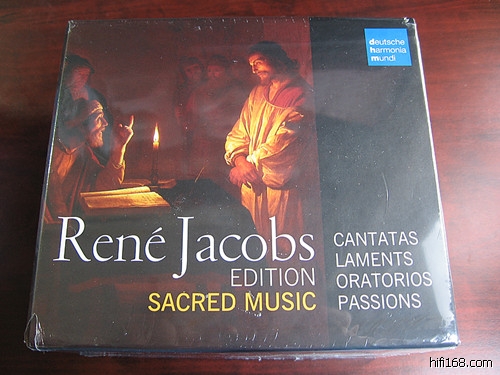 deutsche
harmonia
mundi
René Jacobs
EDITION
SACRED MUSIC
CANTATAS
LAMENTS
ORATORIOS
PASSIONS
hifi168.com